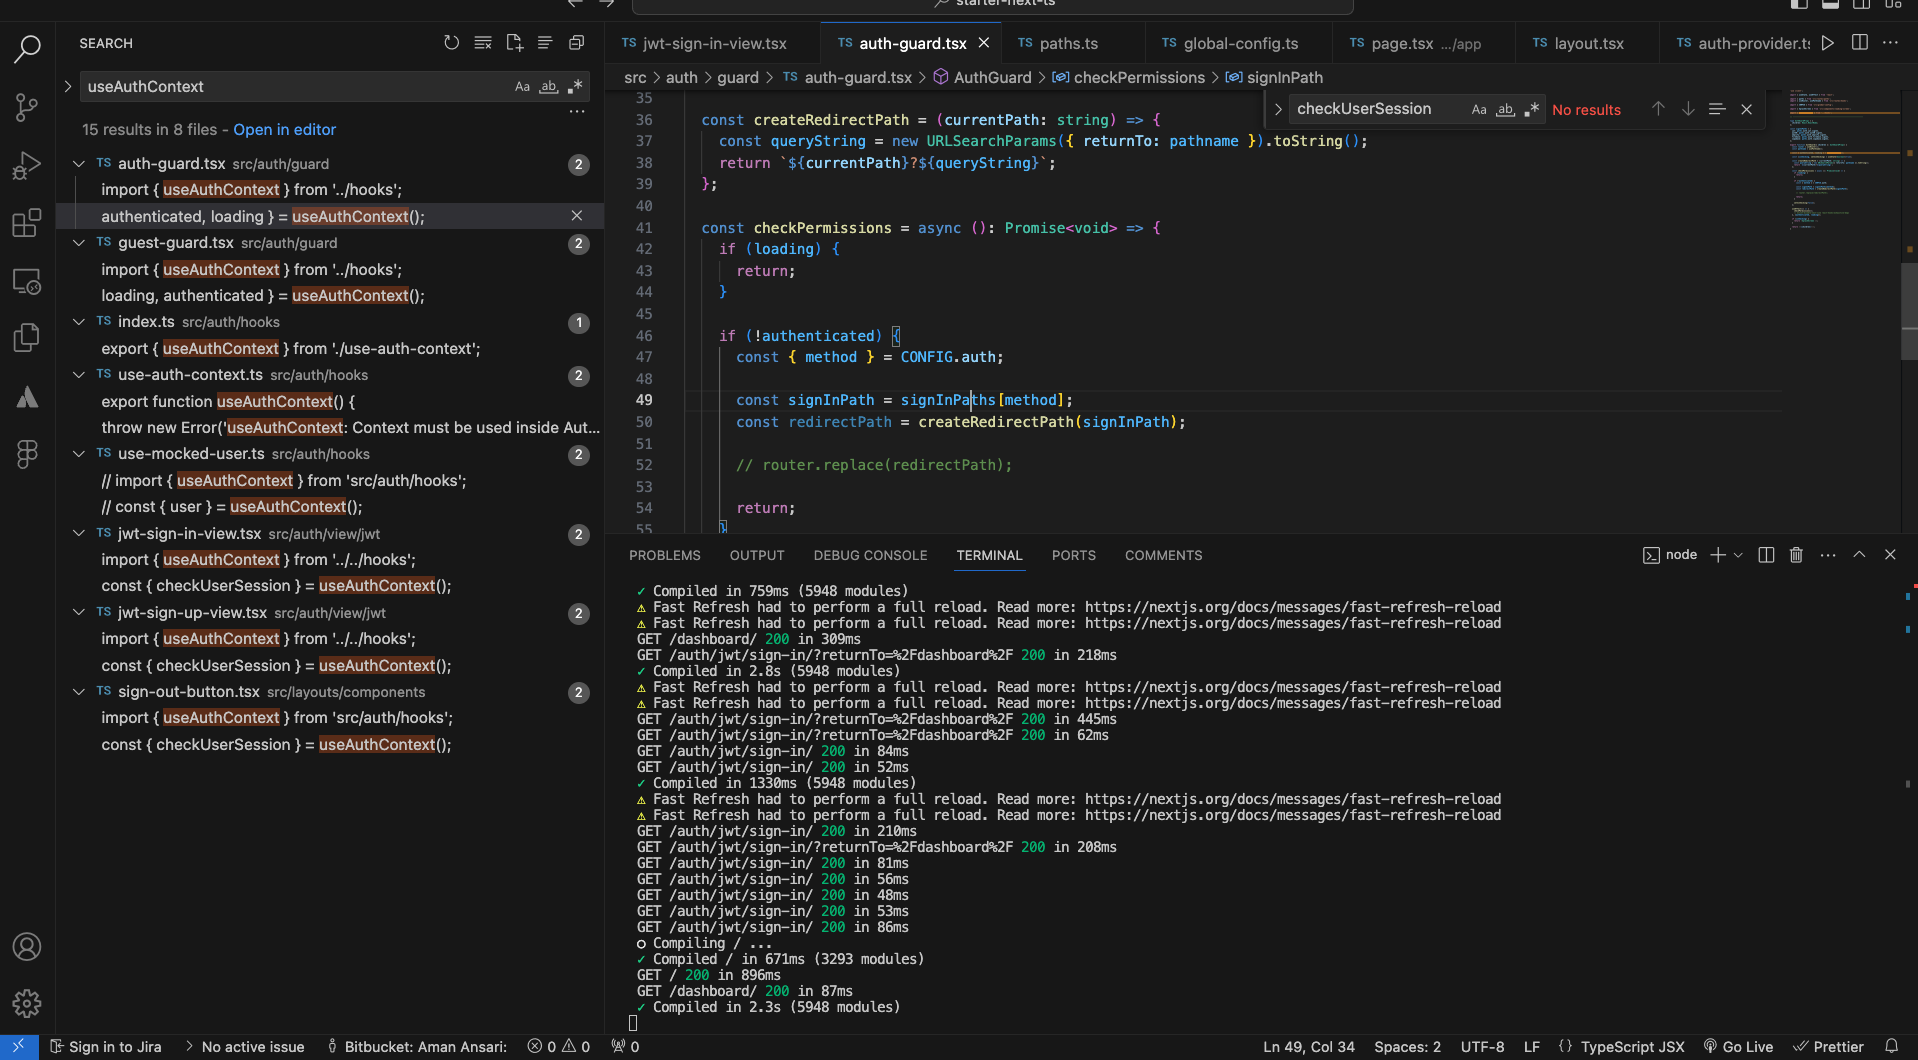 starter-next-ts
SEARCH
useAuthContext
Aa ab .*
15 results in 8 files - Open in editor
TS auth-guard.tsx src/auth/guard 2
import { useAuthContext } from '../hooks';
authenticated, loading } = useAuthContext();
TS guest-guard.tsx src/auth/guard 2
import { useAuthContext } from '../hooks';
loading, authenticated } = useAuthContext();
TS index.ts src/auth/hooks 1
export { useAuthContext } from './use-auth-context';
TS use-auth-context.ts src/auth/hooks 2
export function useAuthContext() {
throw new Error('useAuthContext: Context must be used inside Aut...
TS use-mocked-user.ts src/auth/hooks 2
// import { useAuthContext } from 'src/auth/hooks';
// const { user } = useAuthContext();
TS jwt-sign-in-view.tsx src/auth/view/jwt 2
import { useAuthContext } from '../../hooks';
const { checkUserSession } = useAuthContext();
TS jwt-sign-up-view.tsx src/auth/view/jwt 2
import { useAuthContext } from '../../hooks';
const { checkUserSession } = useAuthContext();
TS sign-out-button.tsx src/layouts/components 2
import { useAuthContext } from 'src/auth/hooks';
const { checkUserSession } = useAuthContext();
TS jwt-sign-in-view.tsx TS auth-guard.tsx TS paths.ts TS global-config.ts TS page.tsx .../app TS layout.tsx TS auth-provider.ts
src > auth > guard > TS auth-guard.tsx > AuthGuard > checkPermissions > signInPath
checkUserSession Aa ab .* No results
35
36 const createRedirectPath = (currentPath: string) => {
37 const queryString = new URLSearchParams({ returnTo: pathname }).toString();
38 return `${currentPath}?${queryString}`;
39 };
40
41 const checkPermissions = async (): Promise<void> => {
42 if (loading) {
43 return;
44 }
45
46 if (!authenticated) {
47 const { method } = CONFIG.auth;
48
49 const signInPath = signInPaths[method];
50 const redirectPath = createRedirectPath(signInPath);
51
52 // router.replace(redirectPath);
53
54 return;
55 }
PROBLEMS OUTPUT DEBUG CONSOLE TERMINAL PORTS COMMENTS node
✓ Compiled in 759ms (5948 modules)
⚠ Fast Refresh had to perform a full reload. Read more: https://nextjs.org/docs/messages/fast-refresh-reload
⚠ Fast Refresh had to perform a full reload. Read more: https://nextjs.org/docs/messages/fast-refresh-reload
GET /dashboard/ 200 in 309ms
GET /auth/jwt/sign-in/?returnTo=%2Fdashboard%2F 200 in 218ms
✓ Compiled in 2.8s (5948 modules)
⚠ Fast Refresh had to perform a full reload. Read more: https://nextjs.org/docs/messages/fast-refresh-reload
⚠ Fast Refresh had to perform a full reload. Read more: https://nextjs.org/docs/messages/fast-refresh-reload
GET /auth/jwt/sign-in/?returnTo=%2Fdashboard%2F 200 in 445ms
GET /auth/jwt/sign-in/?returnTo=%2Fdashboard%2F 200 in 62ms
GET /auth/jwt/sign-in/ 200 in 84ms
GET /auth/jwt/sign-in/ 200 in 52ms
✓ Compiled in 1330ms (5948 modules)
⚠ Fast Refresh had to perform a full reload. Read more: https://nextjs.org/docs/messages/fast-refresh-reload
⚠ Fast Refresh had to perform a full reload. Read more: https://nextjs.org/docs/messages/fast-refresh-reload
GET /auth/jwt/sign-in/ 200 in 210ms
GET /auth/jwt/sign-in/?returnTo=%2Fdashboard%2F 200 in 208ms
GET /auth/jwt/sign-in/ 200 in 81ms
GET /auth/jwt/sign-in/ 200 in 56ms
GET /auth/jwt/sign-in/ 200 in 48ms
GET /auth/jwt/sign-in/ 200 in 53ms
GET /auth/jwt/sign-in/ 200 in 86ms
○ Compiling / ...
✓ Compiled / in 671ms (3293 modules)
GET / 200 in 896ms
GET /dashboard/ 200 in 87ms
✓ Compiled in 2.3s (5948 modules)
Sign in to Jira > No active issue Bitbucket: Aman Ansari: 0 0 0 Ln 49, Col 34 Spaces: 2 UTF-8 LF {} TypeScript JSX Go Live Prettier